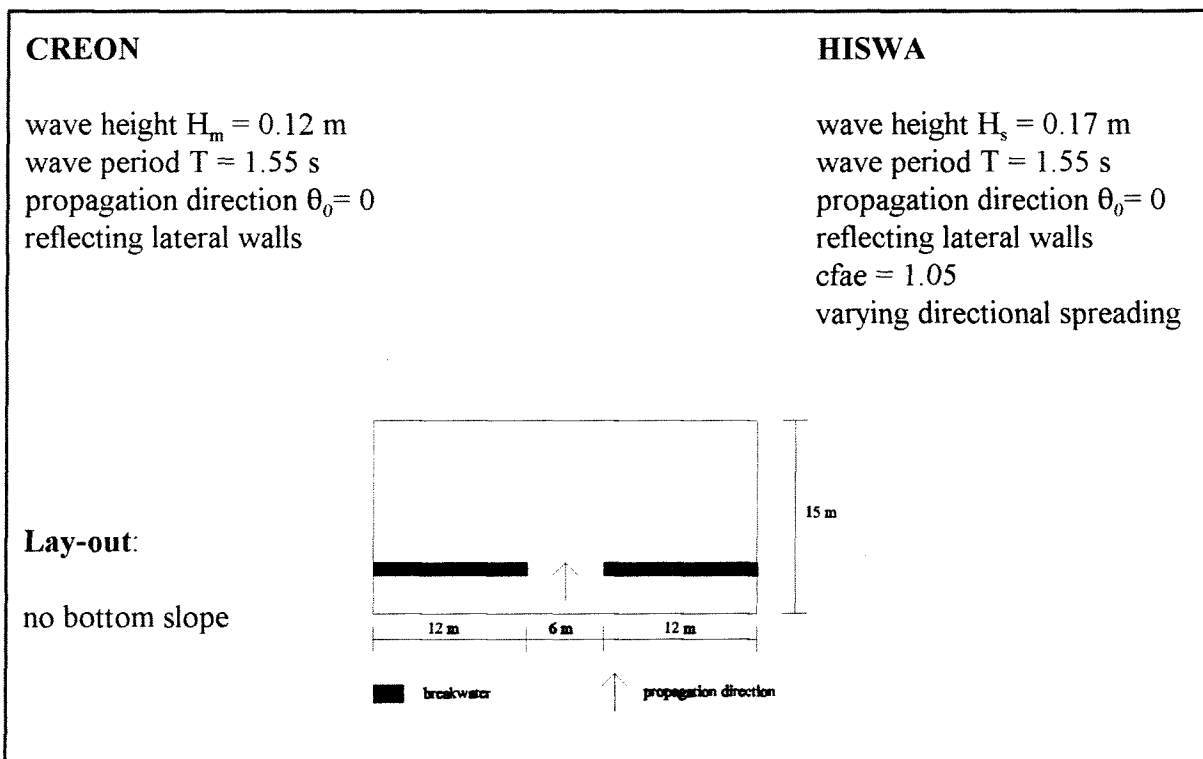 CREON
wave height H_m = 0.12 m
wave period T = 1.55 s
propagation direction θ_0= 0
reflecting lateral walls
HISWA
wave height H_s = 0.17 m
wave period T = 1.55 s
propagation direction θ_0= 0
reflecting lateral walls
cfae = 1.05
varying directional spreading
Lay-out:
no bottom slope
15 m
12 m 6 m 12 m
breakwater propagation direction